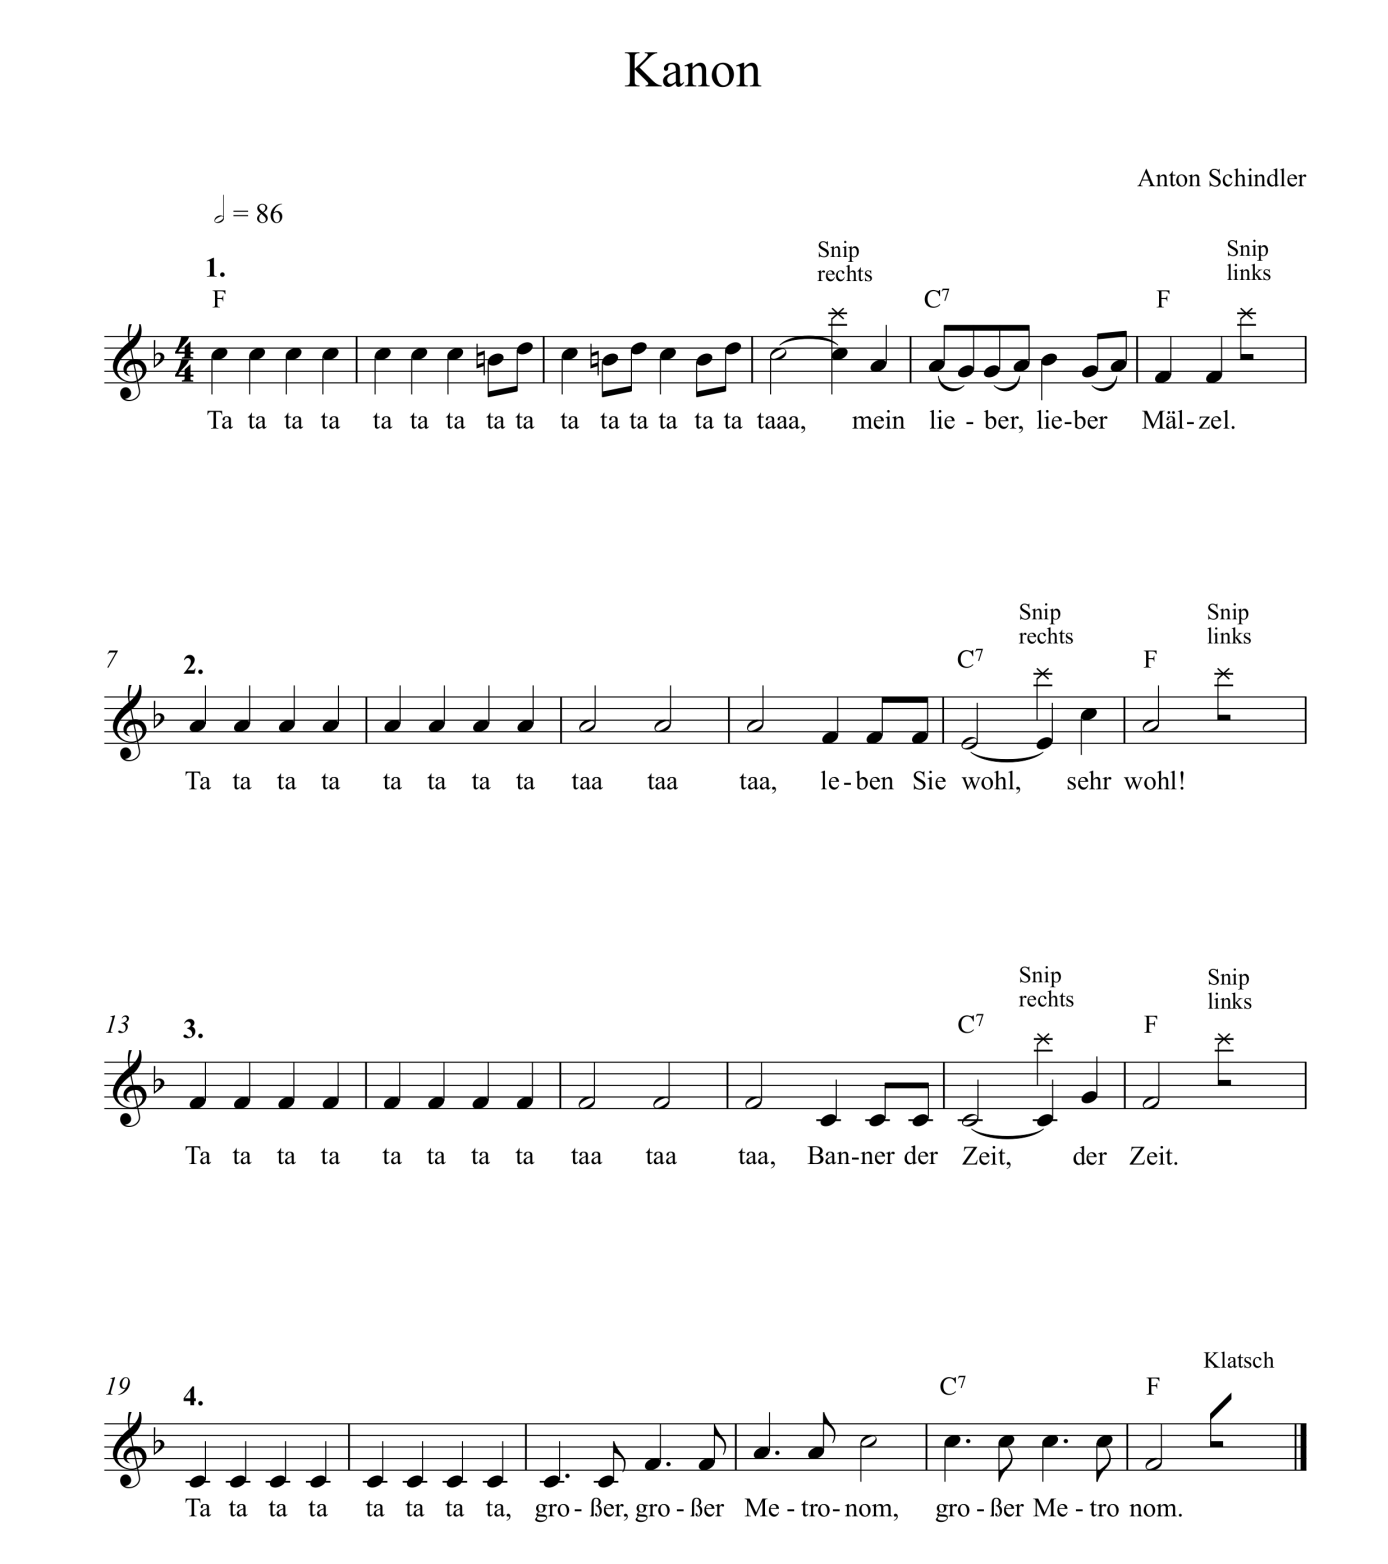 Kanon
Anton Schindler
= 86
1.
Snip
rechts
Snip
links
F C7 F
Ta ta ta ta ta ta ta ta ta ta ta ta ta ta ta taaa, mein lie - ber, lie-ber Mäl-zel.
Snip
rechts
Snip
links
7 2. C7 F
Ta ta ta ta ta ta ta ta taa taa taa, le-ben Sie wohl, sehr wohl!
Snip
rechts
Snip
links
13 3. C7 F
Ta ta ta ta ta ta ta ta taa taa taa, Ban-ner der Zeit, der Zeit.
Klatsch
19 4. C7 F
Ta ta ta ta ta ta ta ta, gro- ßer, gro - ßer Me - tro- nom, gro - ßer Me - tro nom.